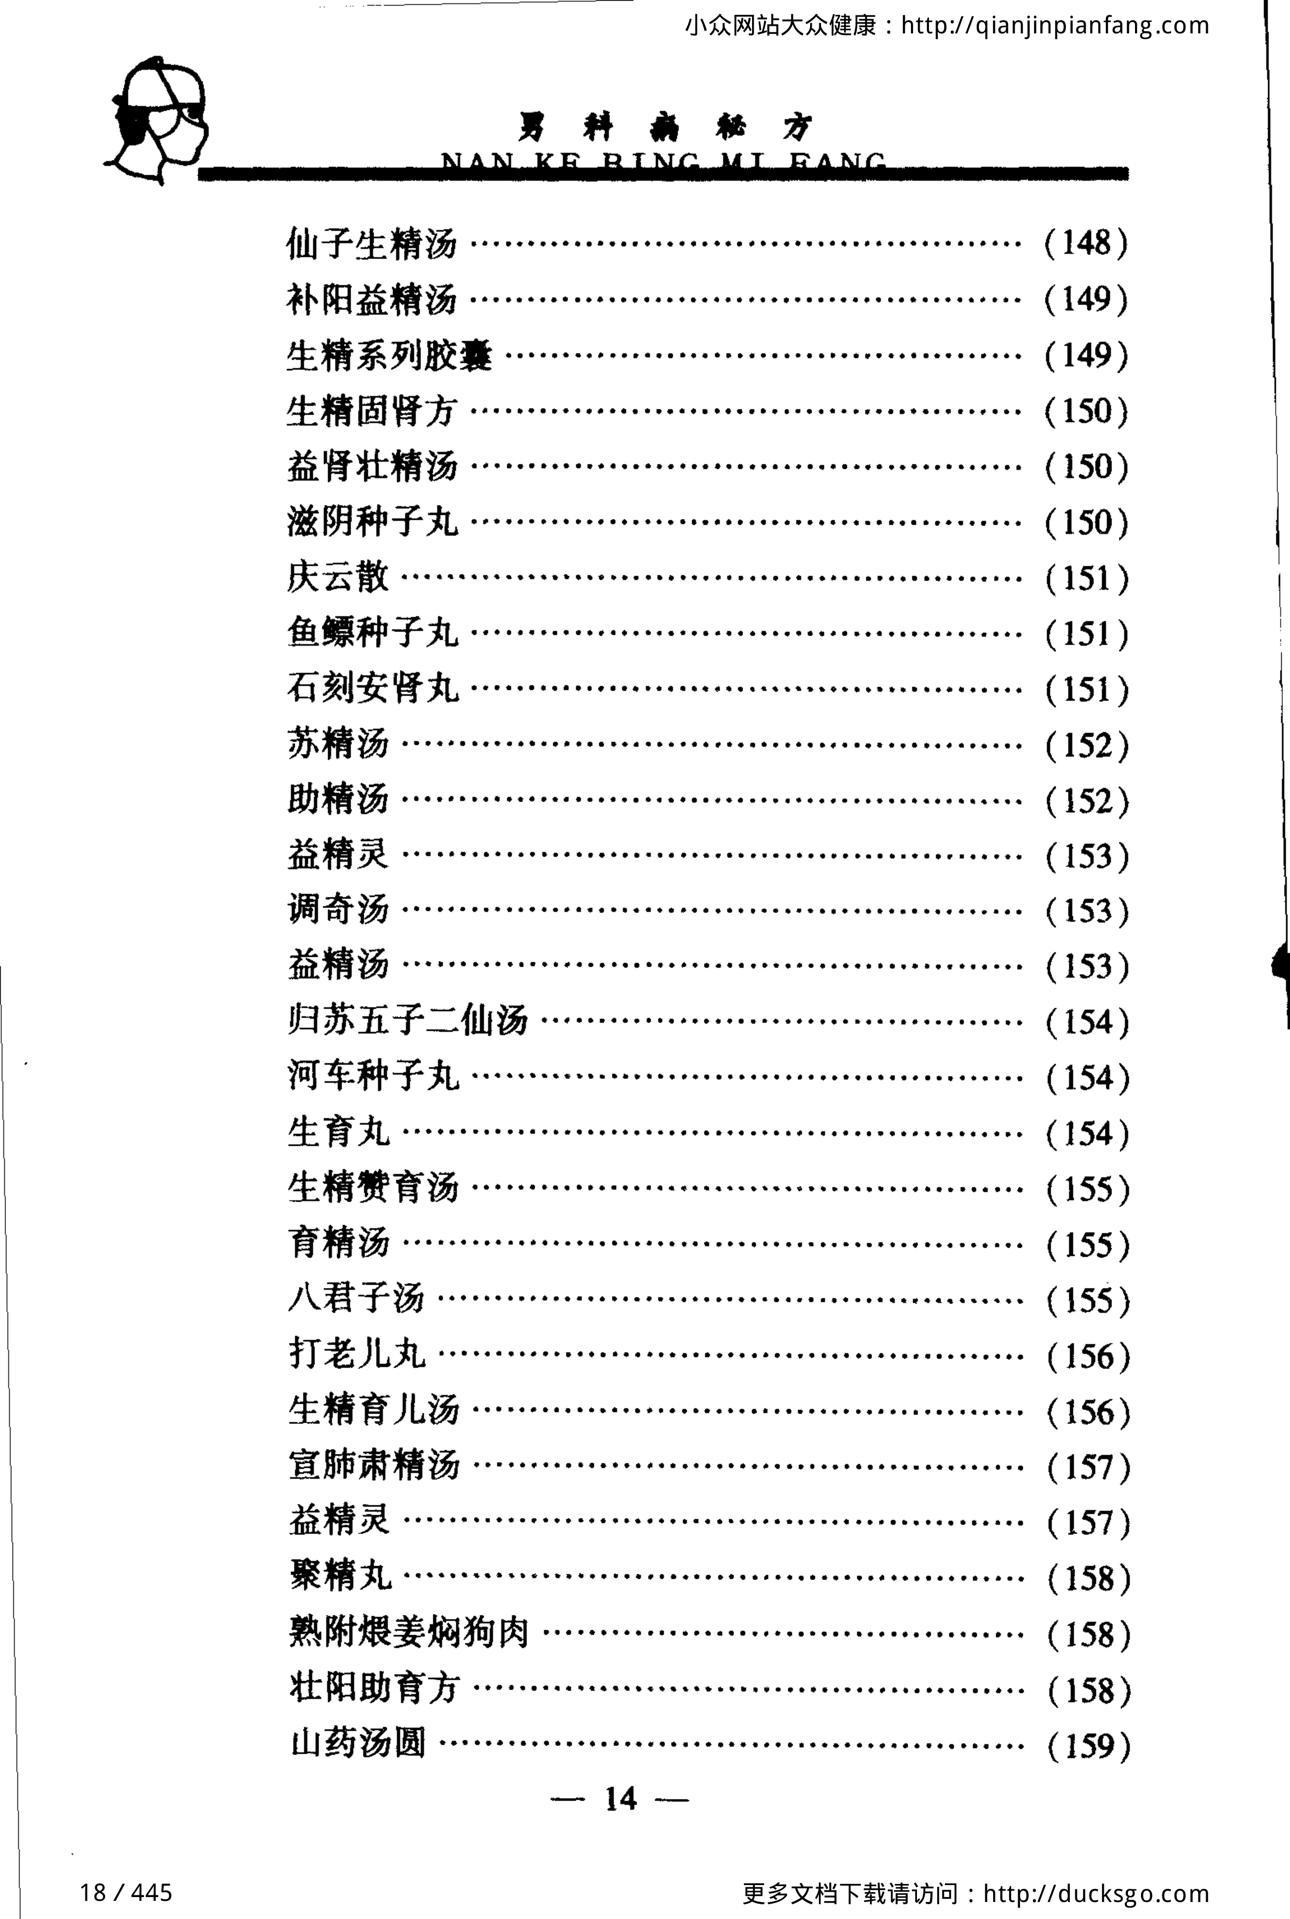 小众网站大众健康：http://qianjinpianfang.com
男科病秘方
NAN KE BING MI FANG
仙子生精汤 …………………………………………… (148)
补阳益精汤 …………………………………………… (149)
生精系列胶囊 ………………………………………… (149)
生精固肾方 …………………………………………… (150)
益肾壮精汤 …………………………………………… (150)
滋阴种子丸 …………………………………………… (150)
庆云散 ………………………………………………… (151)
鱼鳔种子丸 …………………………………………… (151)
石刻安肾丸 …………………………………………… (151)
苏精汤 ………………………………………………… (152)
助精汤 ………………………………………………… (152)
益精灵 ………………………………………………… (153)
调奇汤 ………………………………………………… (153)
益精汤 ………………………………………………… (153)
归苏五子二仙汤 ……………………………………… (154)
河车种子丸 …………………………………………… (154)
生育丸 ………………………………………………… (154)
生精赞育汤 …………………………………………… (155)
育精汤 ………………………………………………… (155)
八君子汤 ……………………………………………… (155)
打老儿丸 ……………………………………………… (156)
生精育儿汤 …………………………………………… (156)
宣肺肃精汤 …………………………………………… (157)
益精灵 ………………………………………………… (157)
聚精丸 ………………………………………………… (158)
熟附煨姜焖狗肉 ……………………………………… (158)
壮阳助育方 …………………………………………… (158)
山药汤圆 ……………………………………………… (159)
— 14 —
18 / 445
更多文档下载请访问：http://ducksgo.com